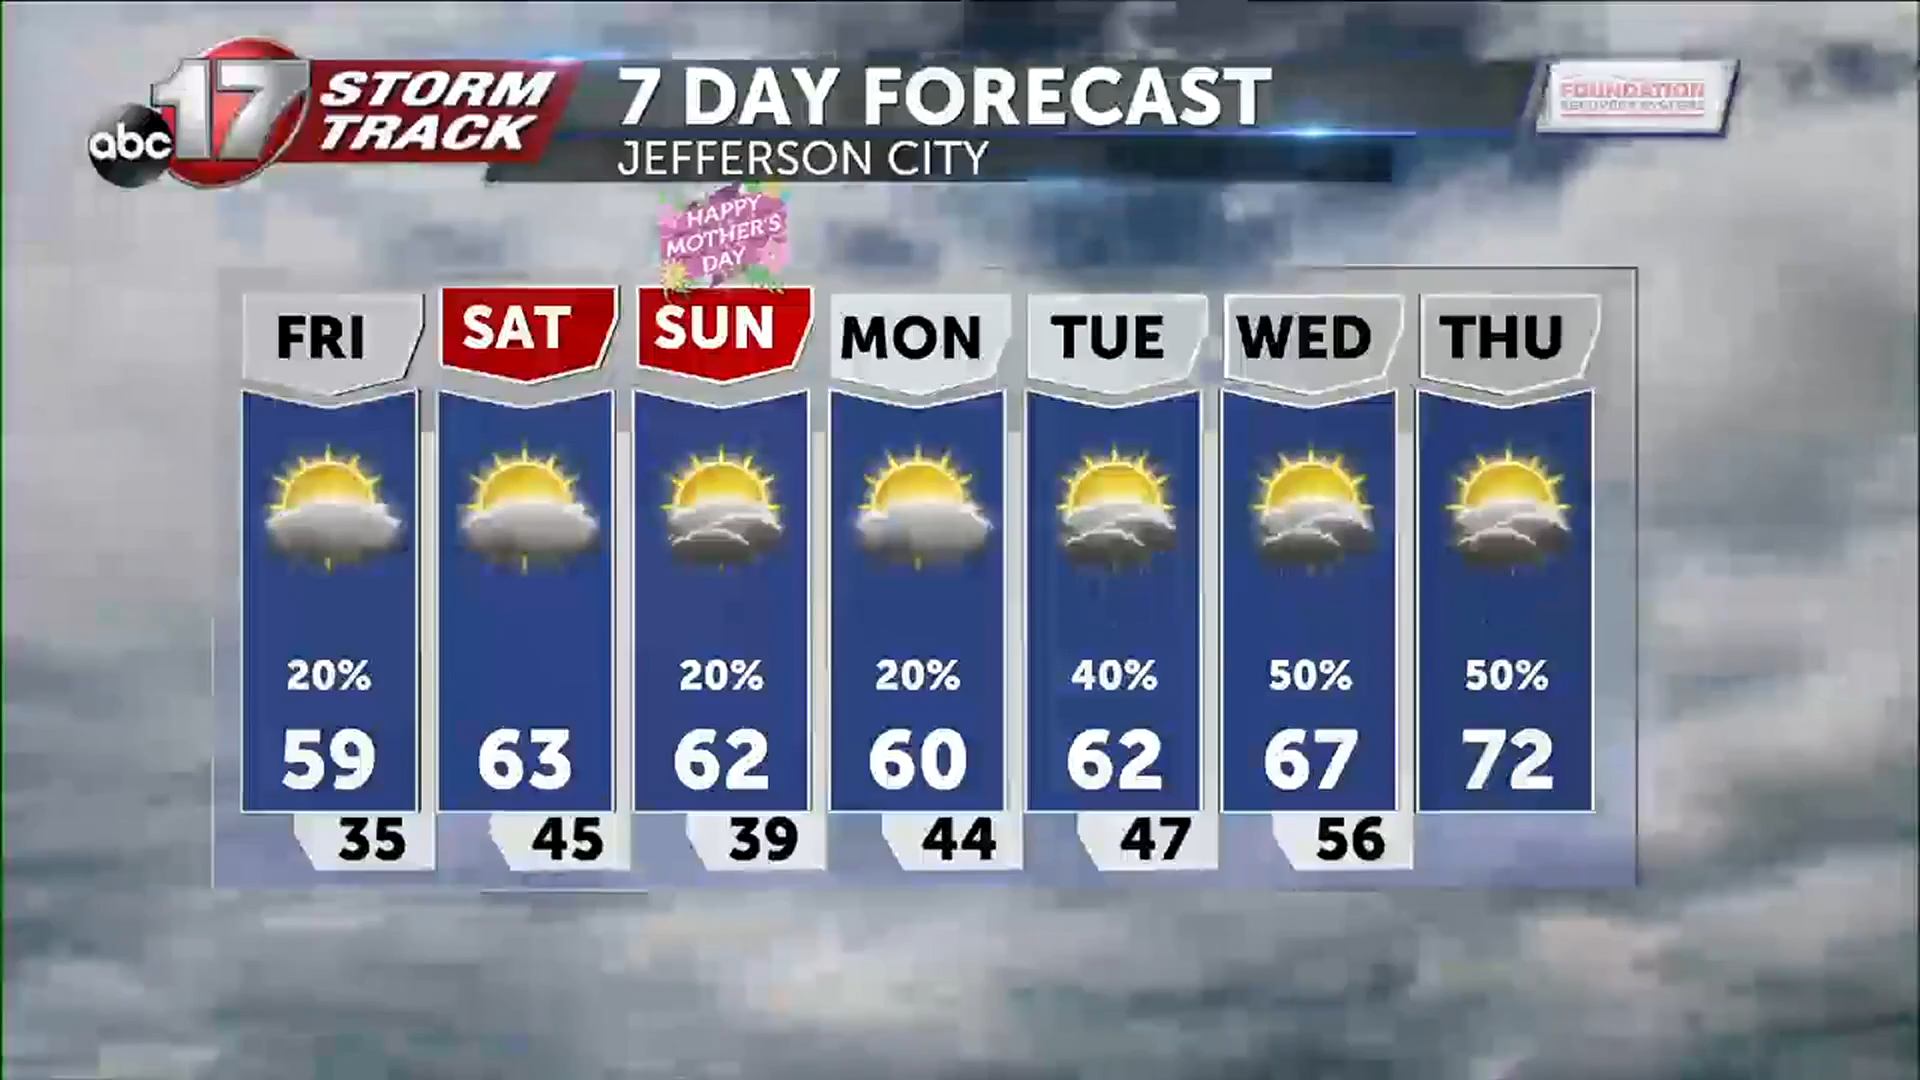 abc 17 STORM TRACK
7 DAY FORECAST
JEFFERSON CITY
FOUNDATION
RECOVERY SYSTEMS
HAPPY
MOTHER'S
DAY
FRI SAT SUN MON TUE WED THU
20% 20% 20% 40% 50% 50%
59 63 62 60 62 67 72
35 45 39 44 47 56